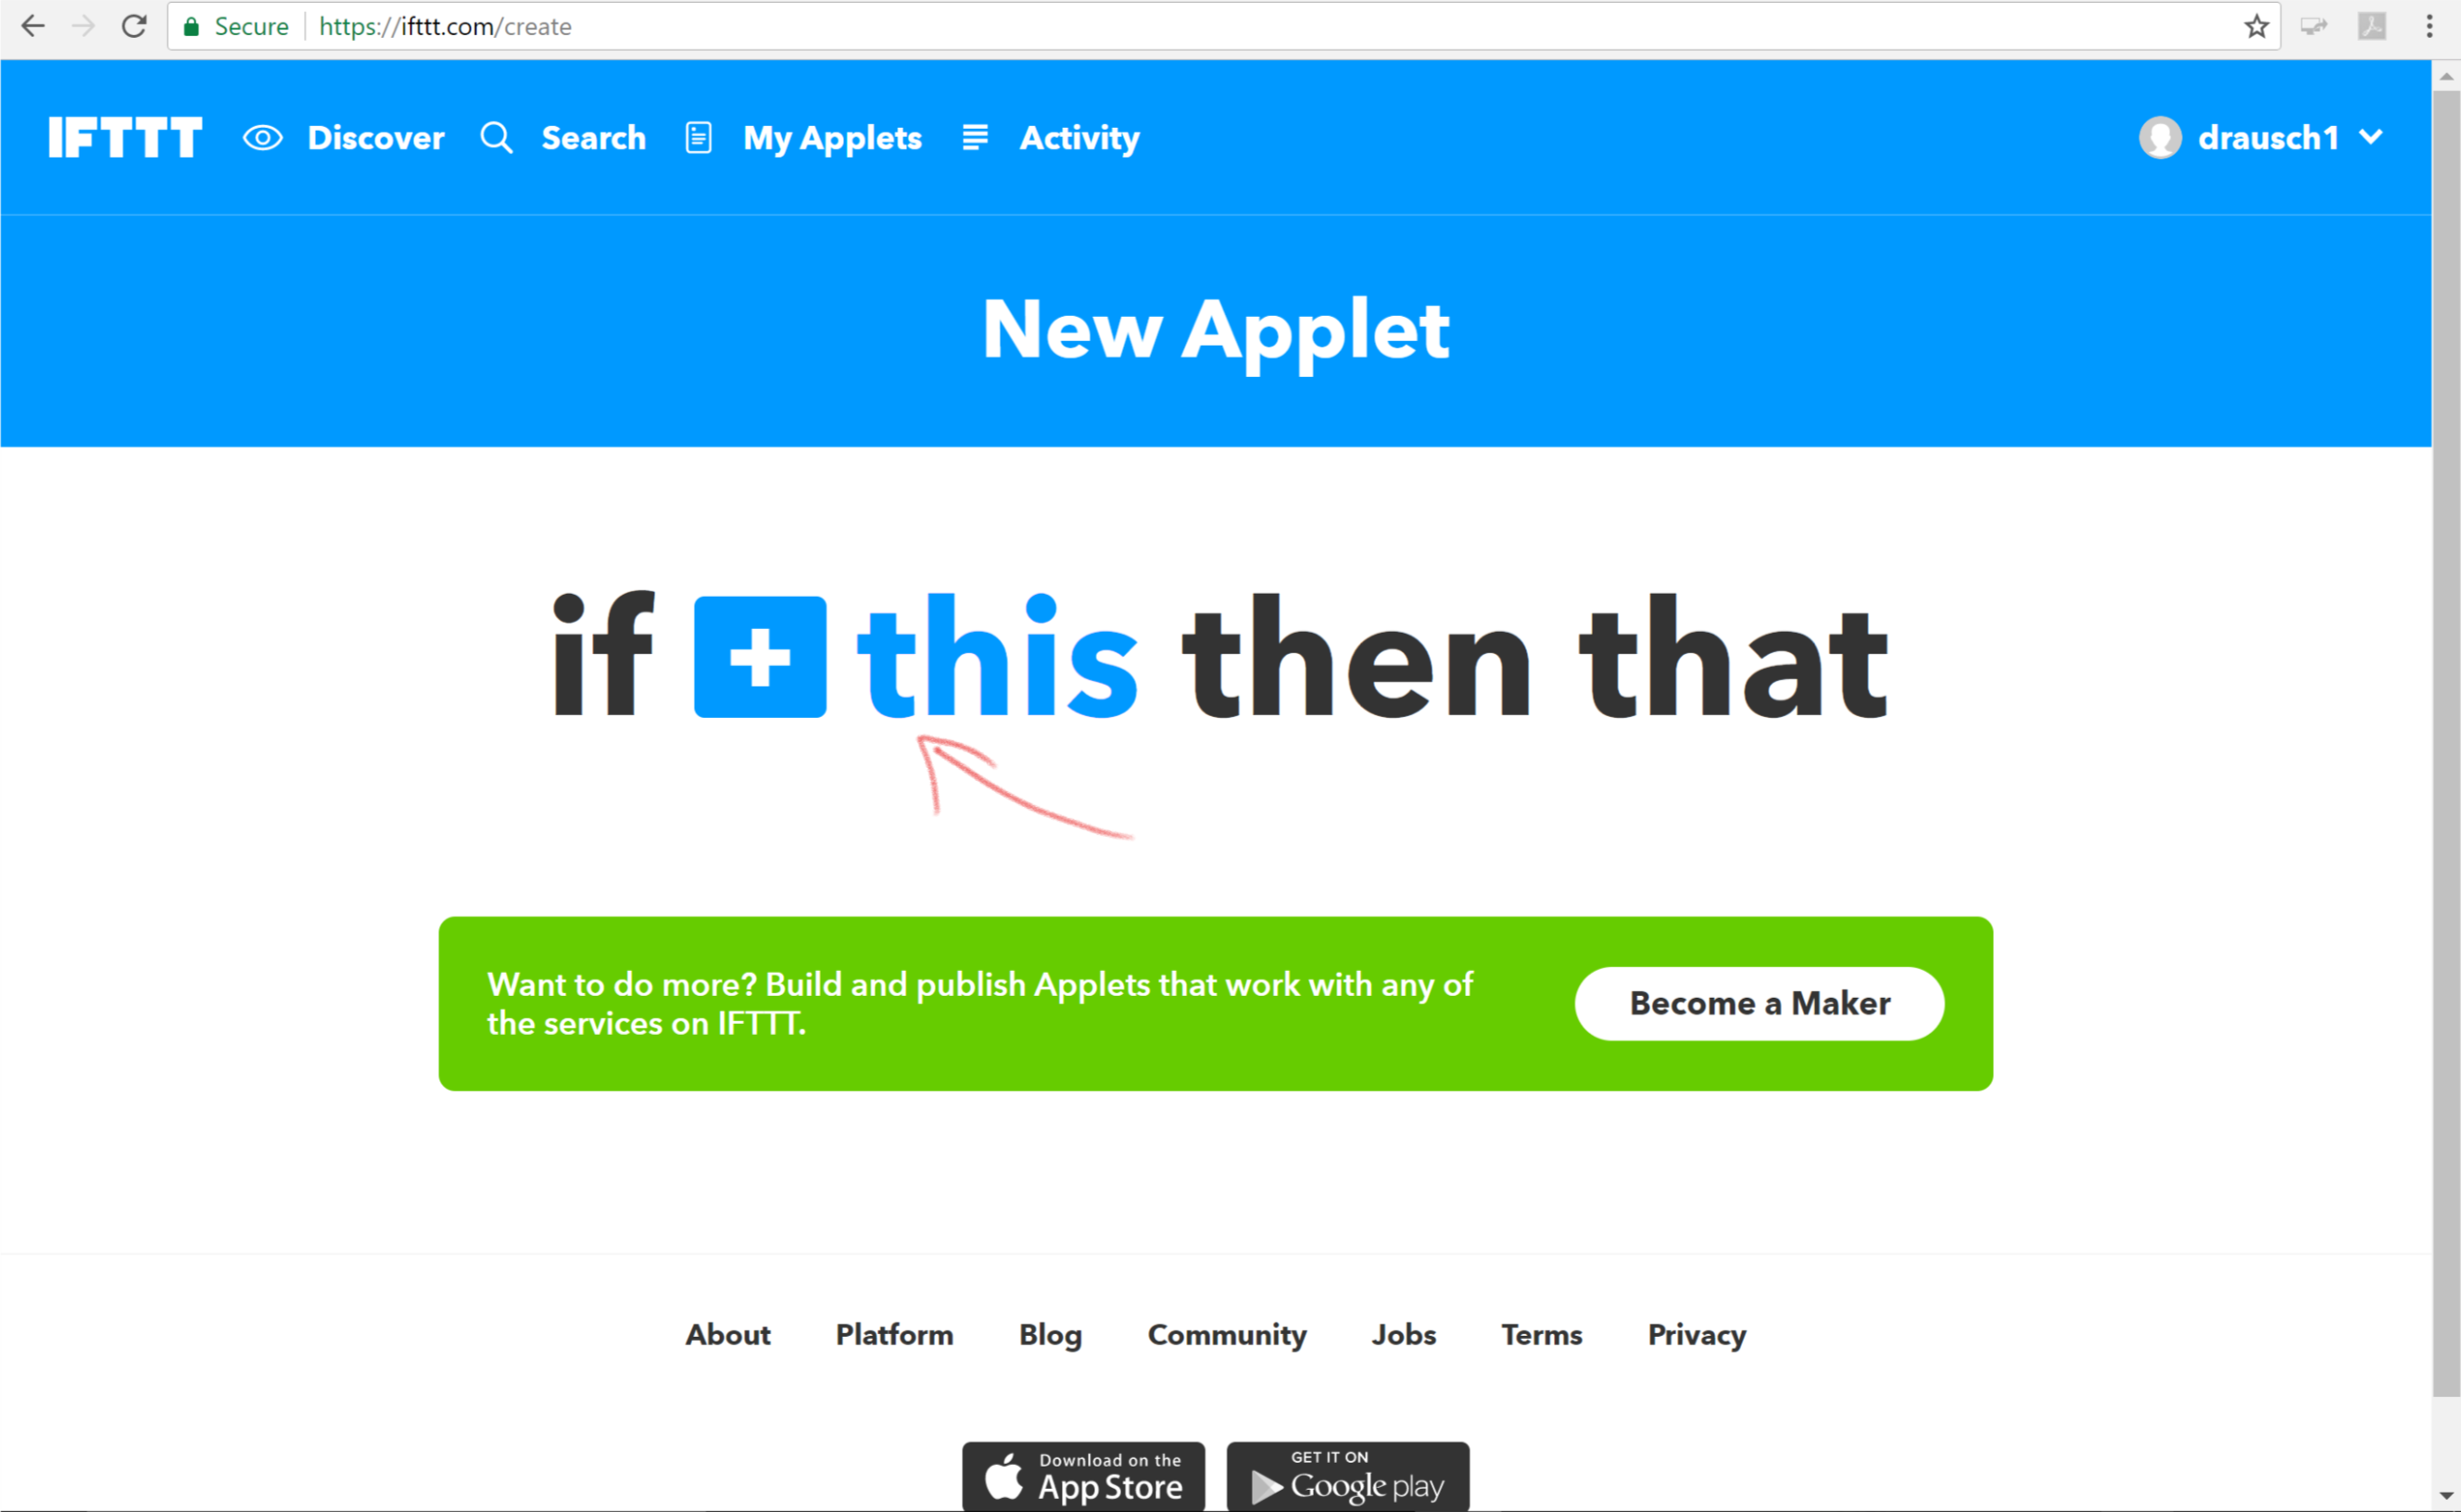 Secure https://ifttt.com/create
IFTTT Discover Search My Applets Activity drausch1
New Applet
if + this then that
Want to do more? Build and publish Applets that work with any of
the services on IFTTT.
Become a Maker
About Platform Blog Community Jobs Terms Privacy
Download on the
App Store
GET IT ON
Google play